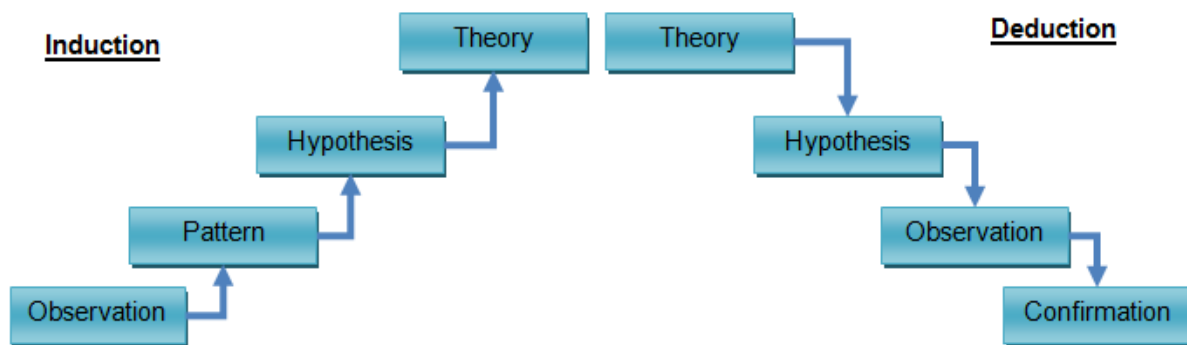 Induction
Theory
Hypothesis
Pattern
Observation
Deduction
Theory
Hypothesis
Observation
Confirmation